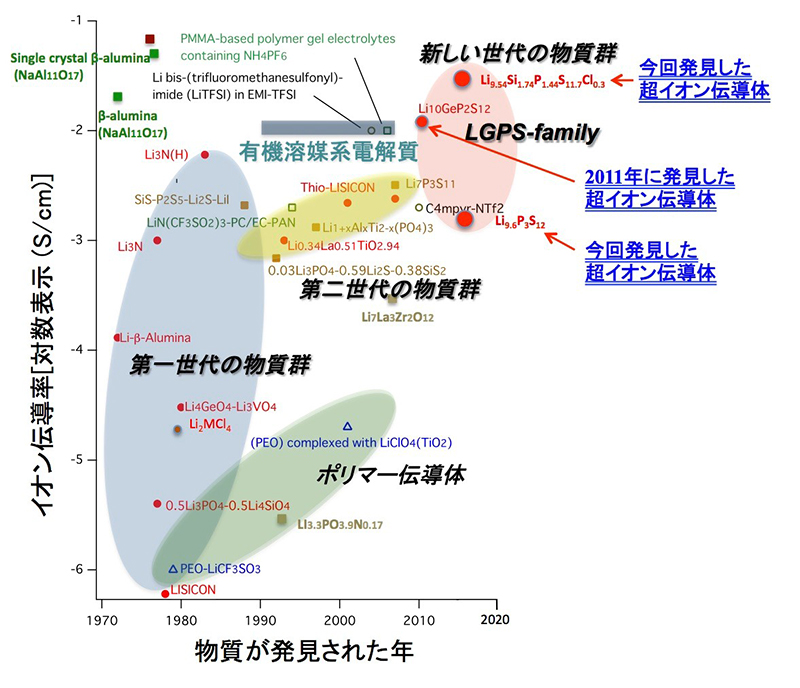 -1
PMMA-based polymer gel electrolytes
containing NH4PF6
新しい世代の物質群
今回発見した
超イオン伝導体
Single crystal β-alumina
(NaAl11O17)
Li bis-(trifluoromethanesulfonyl)-
imide (LiTFSI) in EMI-TFSI
Li9.54Si1.74P1.44S11.7Cl0.3
β-alumina
(NaAl11O17)
Li10GeP2S12
-2
LGPS-family
有機溶媒系電解質
Li3N(H)
2011年に発見した
超イオン伝導体
SiS-P2S5-Li2S-LiI
Thio-LISICON
Li7P3S11
C4mpyr-NTf2
LiN(CF3SO2)3-PC/EC-PAN
Li1+xAlxTi2-x(PO4)3
Li9.6P3S12
-3
Li3N
Li0.34La0.51TiO2.94
今回発見した
超イオン伝導体
0.03Li3PO4-0.59Li2S-0.38SiS2
第二世代の物質群
Li7La3Zr2O12
Li-β-Alumina
-4
第一世代の物質群
Li4GeO4-Li3VO4
Li2MCl4
(PEO) complexed with LiClO4(TiO2)
-5
ポリマー伝導体
0.5Li3PO4-0.5Li4SiO4
LI3.3PO3.9N0.17
-6
PEO-LiCF3SO3
LISICON
イオン伝導率[対数表示 (S/cm)]
1970 1980 1990 2000 2010 2020
物質が発見された年